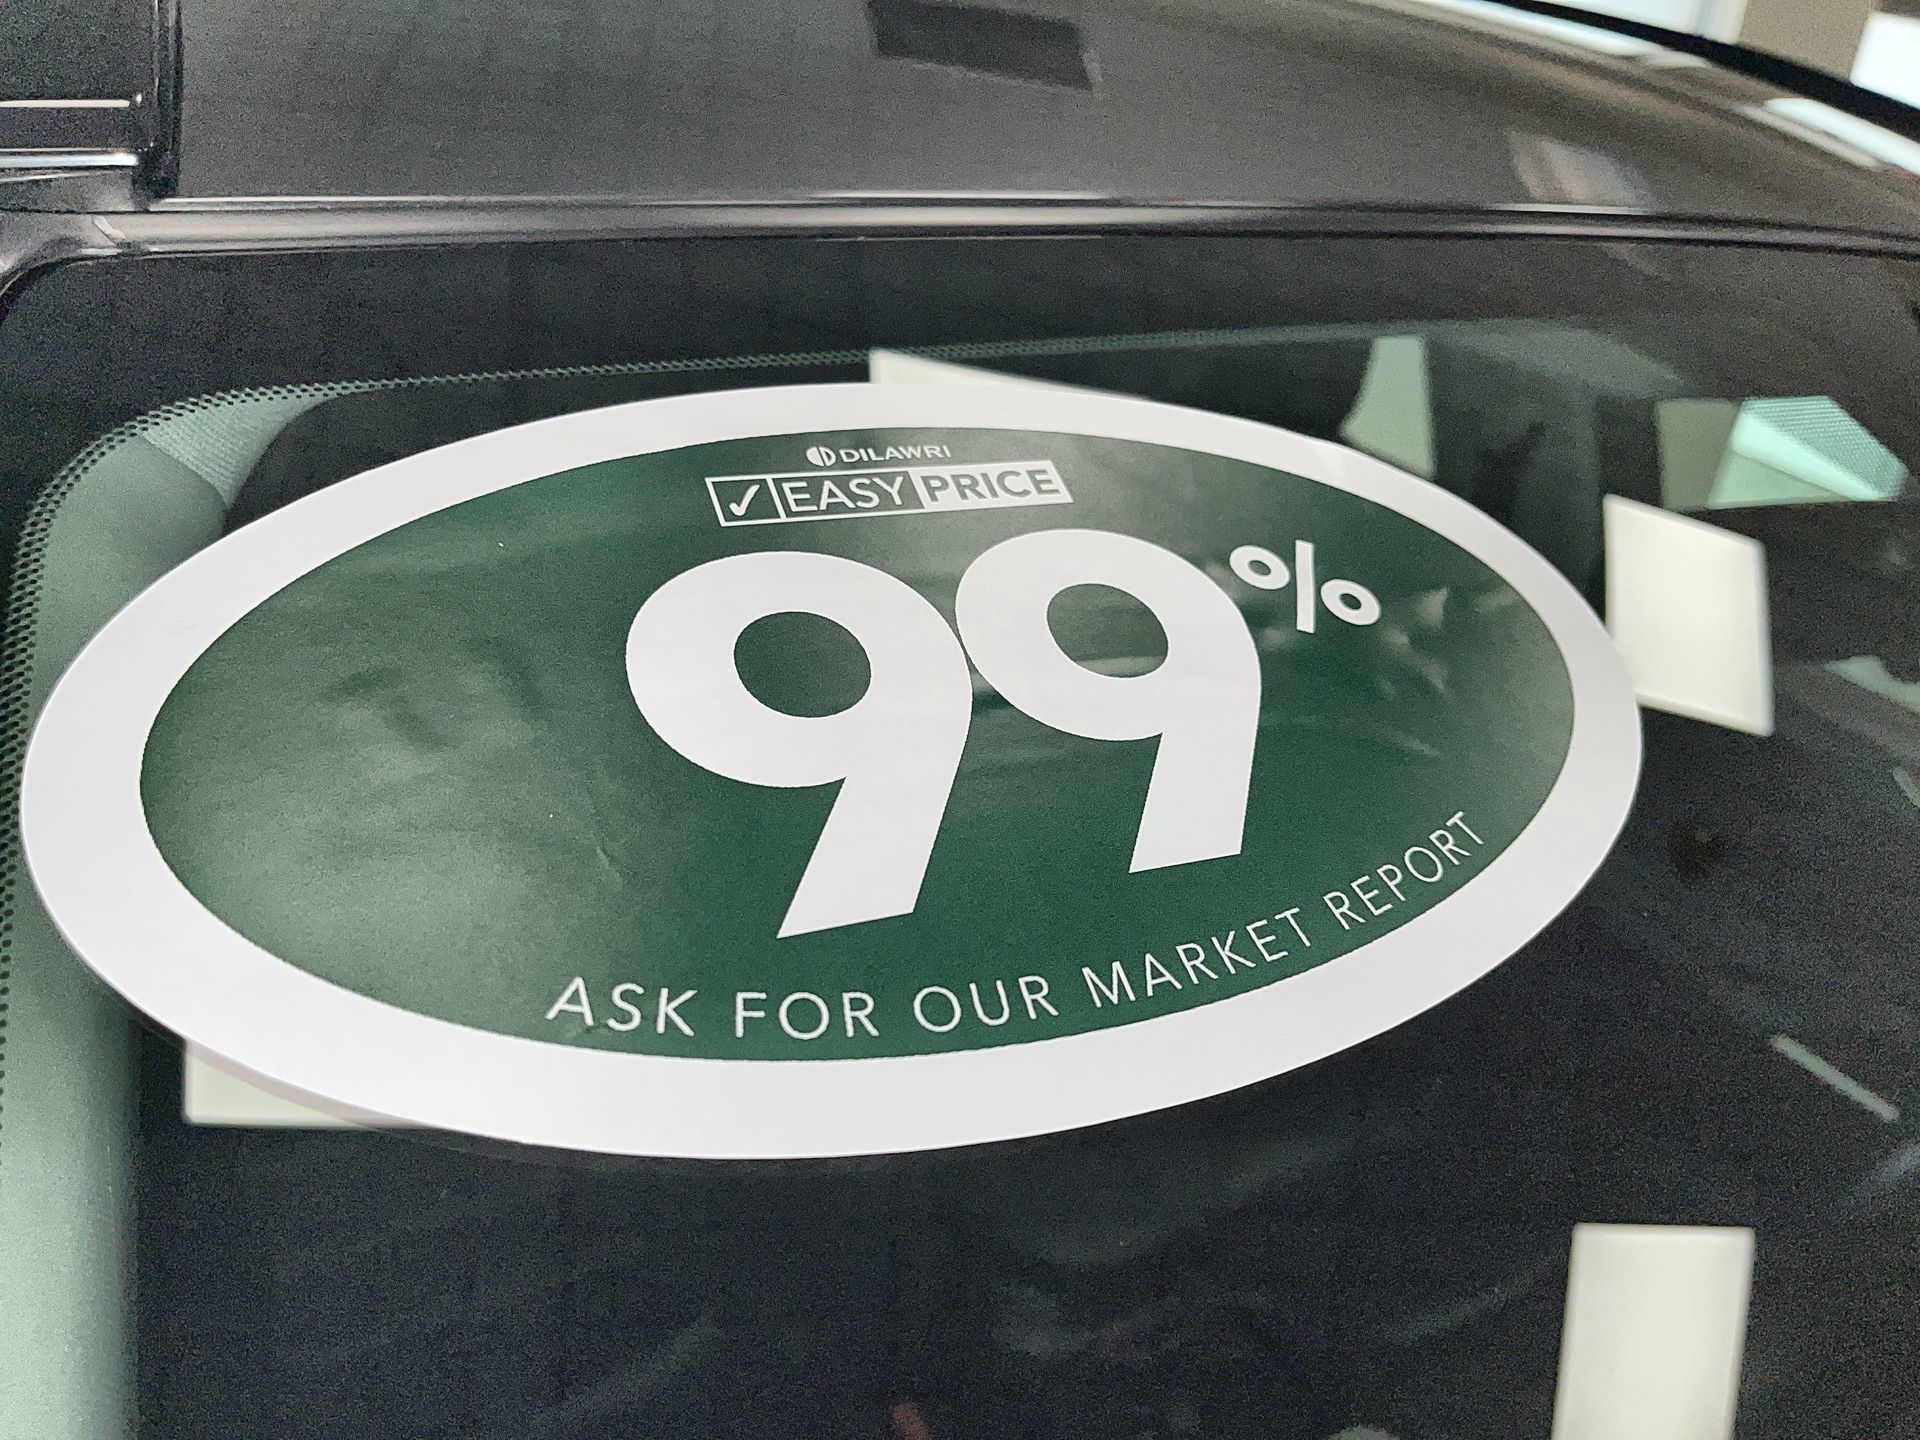 DILAWRI
✓ EASY PRICE
99%
ASK FOR OUR MARKET REPORT